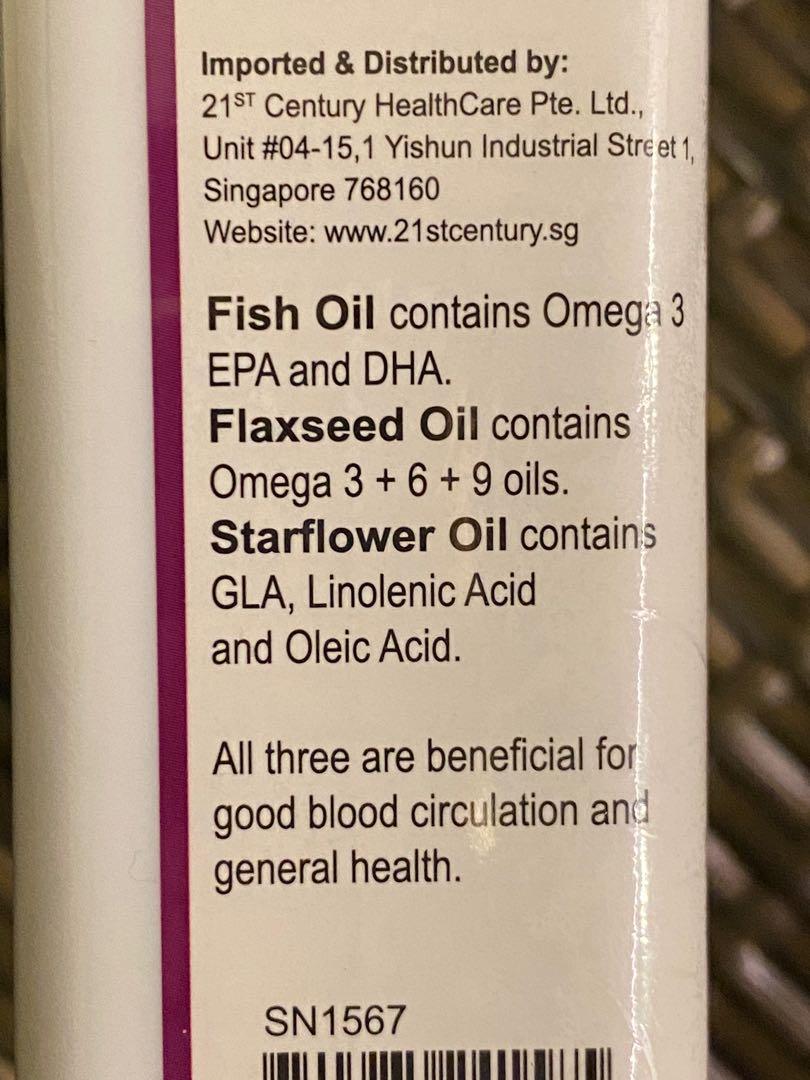 Imported & Distributed by:
21ST Century HealthCare Pte. Ltd.,
Unit #04-15,1 Yishun Industrial Street 1,
Singapore 768160
Website: www.21stcentury.sg
Fish Oil contains Omega 3
EPA and DHA.
Flaxseed Oil contains
Omega 3 + 6 + 9 oils.
Starflower Oil contains
GLA, Linolenic Acid
and Oleic Acid.
All three are beneficial for
good blood circulation and
general health.
SN1567